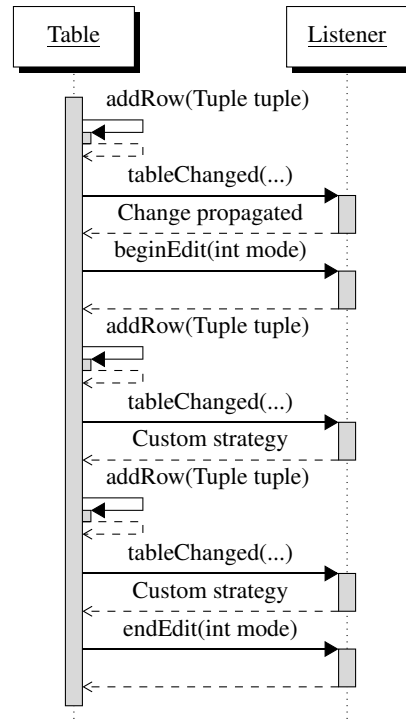 Table
Listener
addRow(Tuple tuple)
tableChanged(...)
Change propagated
beginEdit(int mode)
addRow(Tuple tuple)
tableChanged(...)
Custom strategy
addRow(Tuple tuple)
tableChanged(...)
Custom strategy
endEdit(int mode)